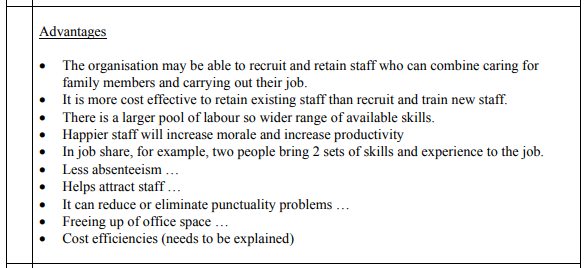 Advantages
• The organisation may be able to recruit and retain staff who can combine caring for
family members and carrying out their job.
• It is more cost effective to retain existing staff than recruit and train new staff.
• There is a larger pool of labour so wider range of available skills.
• Happier staff will increase morale and increase productivity
• In job share, for example, two people bring 2 sets of skills and experience to the job.
• Less absenteeism …
• Helps attract staff …
• It can reduce or eliminate punctuality problems …
• Freeing up of office space …
• Cost efficiencies (needs to be explained)